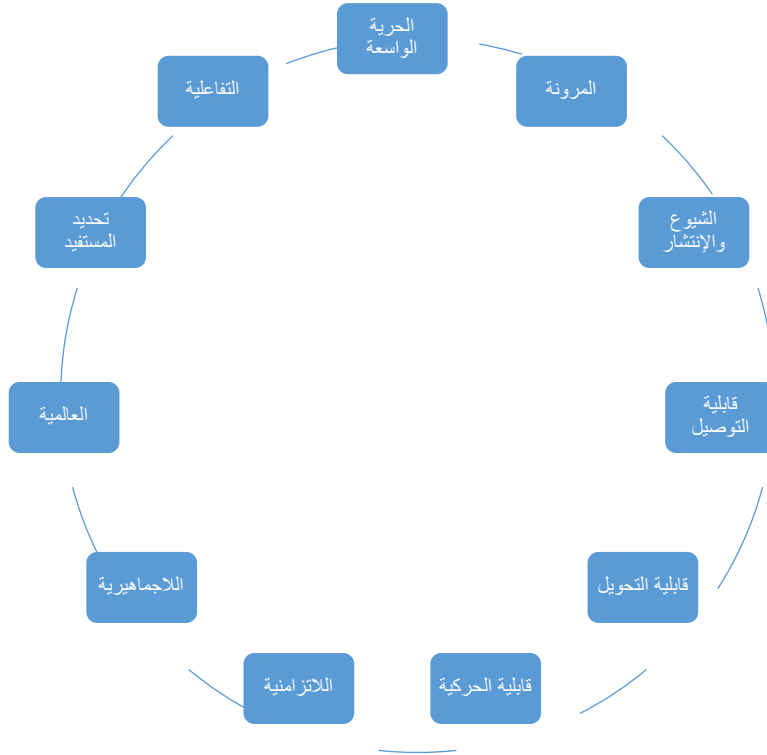 الحرية
الواسعة
المرونة
الشيوع
والإنتشار
قابلية
التوصيل
قابلية التحويل
قابلية الحركية
اللاتزامنية
اللاجماهيرية
العالمية
تحديد
المستفيد
التفاعلية